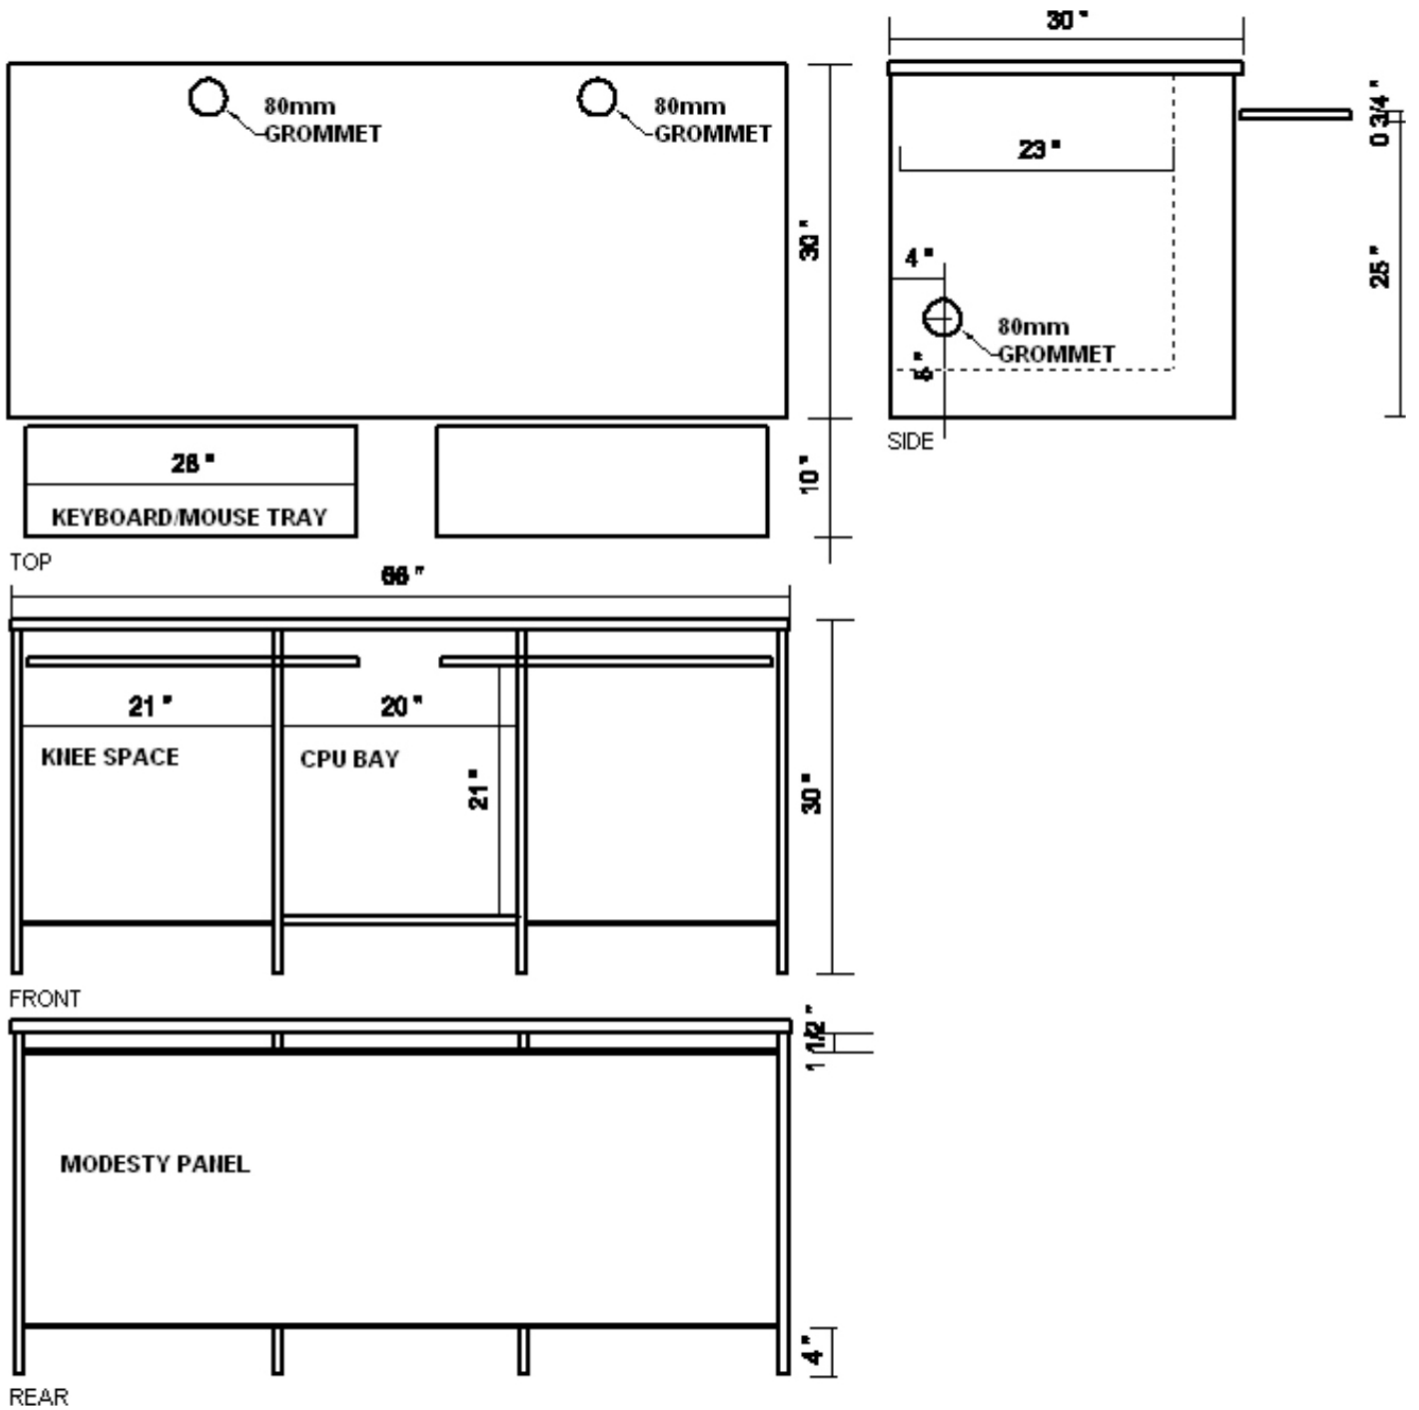 30 "
80mm
GROMMET
80mm
GROMMET
30 "
0 3/4 "
23 "
4 "
25 "
80mm
GROMMET
SIDE
28 "
KEYBOARD/MOUSE TRAY
10 "
TOP
66 "
21 "
KNEE SPACE
20 "
CPU BAY
21 "
30 "
FRONT
1 1/2 "
MODESTY PANEL
4 "
REAR